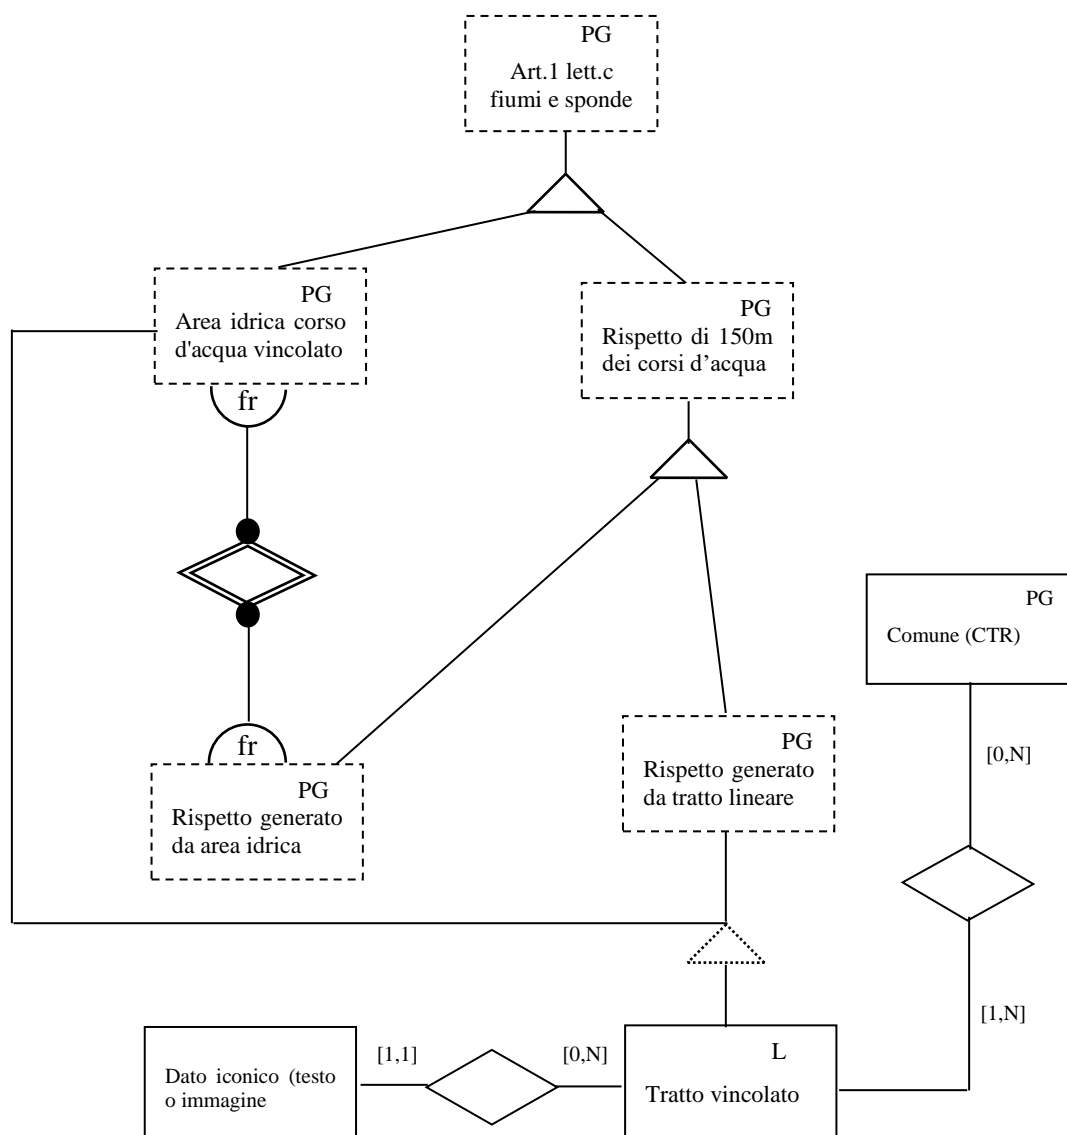 PG
Art.1 lett.c
fiumi e sponde
PG
Area idrica corso
d'acqua vincolato
fr
PG
Rispetto di 150m
dei corsi d’acqua
fr
PG
Rispetto generato
da area idrica
PG
Rispetto generato
da tratto lineare
PG
Comune (CTR)
[0,N]
[1,N]
Dato iconico (testo
o immagine
[1,1]
[0,N]
L
Tratto vincolato